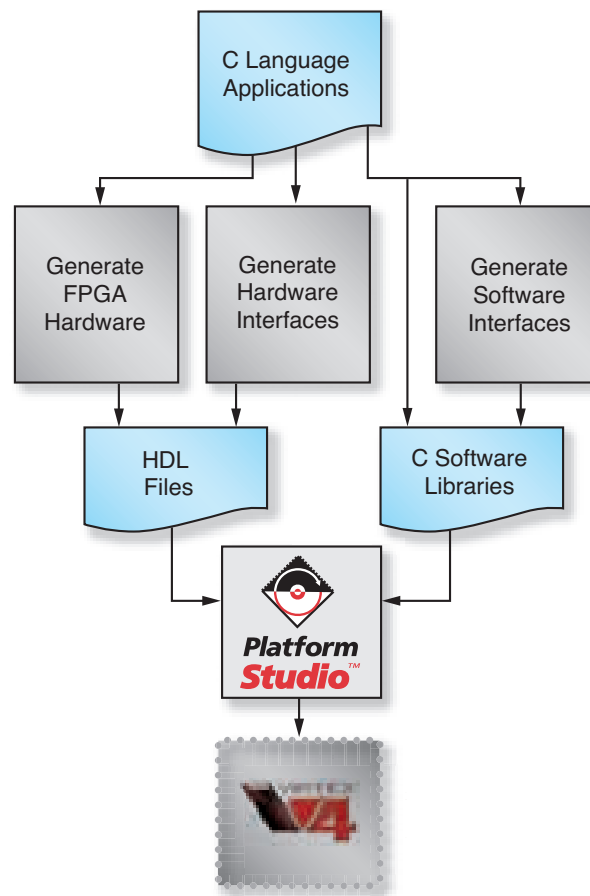 C Language
Applications
Generate
FPGA
Hardware
Generate
Hardware
Interfaces
Generate
Software
Interfaces
HDL
Files
C Software
Libraries
Platform
Studio™
V4